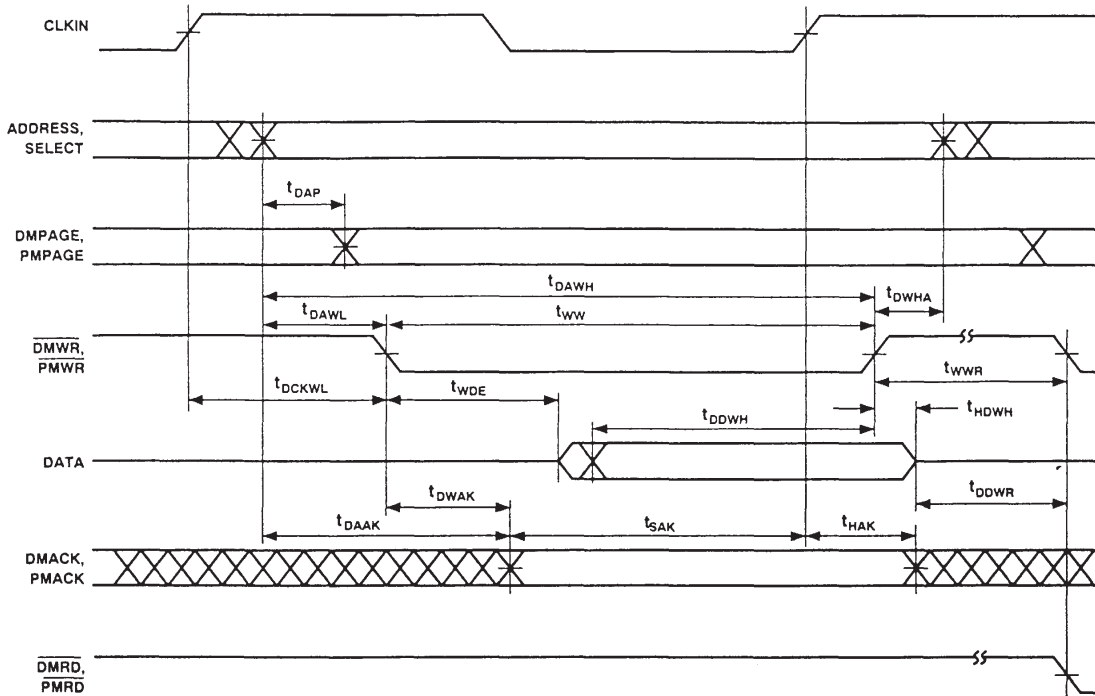 CLKIN
ADDRESS,
SELECT
tDAP
DMPAGE,
PMPAGE
tDAWH
tDWHA
tDAWL
tWW
DMWR,
PMWR
tWWR
tDCKWL
tWDE
tHDWH
tDDWH
DATA
tDDWR
tDWAK
tDAAK
tSAK
tHAK
DMACK,
PMACK
DMRD,
PMRD